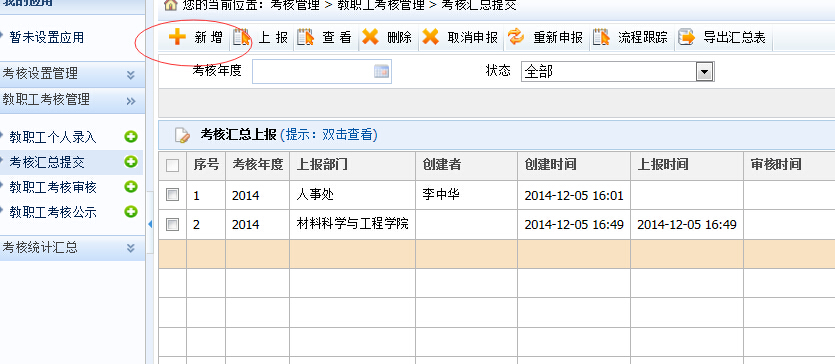 我的应用
您的当前位置：考核管理 > 教职工考核管理 > 考核汇总提交
暂未设置应用
新增 上报 查看 删除 取消申报 重新申报 流程跟踪 导出汇总表
考核设置管理
考核年度 状态 全部
教职工考核管理
教职工个人录入
考核汇总上报 (提示：双击查看)
考核汇总提交
序号 考核年度 上报部门 创建者 创建时间 上报时间 审核时间
教职工考核审核
1 2014 人事处 李中华 2014-12-05 16:01
教职工考核公示
2 2014 材料科学与工程学院 2014-12-05 16:49 2014-12-05 16:49
考核统计汇总